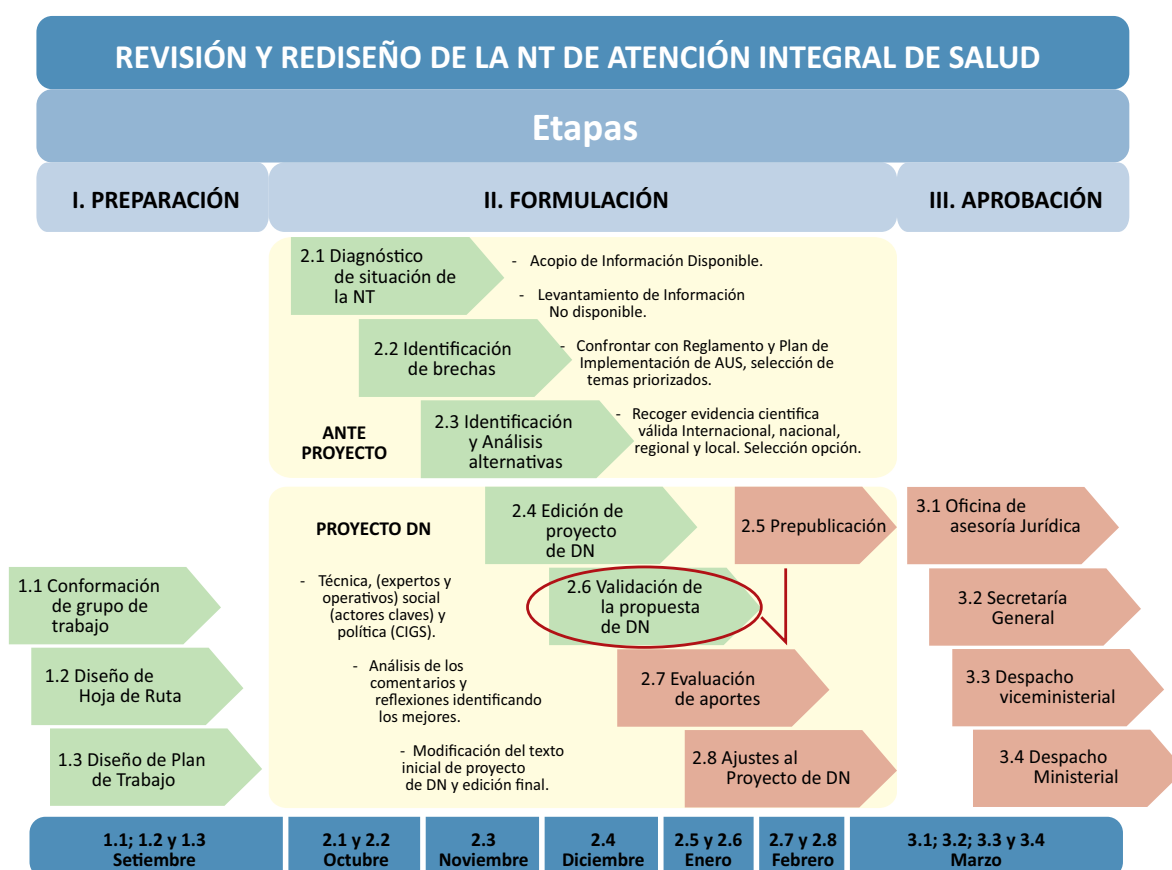 REVISIÓN Y REDISEÑO DE LA NT DE ATENCIÓN INTEGRAL DE SALUD
Etapas
I. PREPARACIÓN
II. FORMULACIÓN
III. APROBACIÓN
2.1 Diagnóstico
de situación de
la NT
- Acopio de Información Disponible.
- Levantamiento de Información
No disponible.
2.2 Identificación
de brechas
- Confrontar con Reglamento y Plan de
Implementación de AUS, selección de
temas priorizados.
ANTE
PROYECTO
2.3 Identificación
y Análisis
alternativas
- Recoger evidencia científica
válida Internacional, nacional,
regional y local. Selección opción.
PROYECTO DN
2.4 Edición de
proyecto
de DN
2.5 Prepublicación
3.1 Oficina de
asesoría Jurídica
1.1 Conformación
de grupo de
trabajo
- Técnica, (expertos y
operativos) social
(actores claves) y
política (CIGS).
2.6 Validación de
la propuesta
de DN
3.2 Secretaría
General
1.2 Diseño de
Hoja de Ruta
- Análisis de los
comentarios y
reflexiones identificando
los mejores.
2.7 Evaluación
de aportes
3.3 Despacho
viceministerial
1.3 Diseño de Plan
de Trabajo
- Modificación del texto
inicial de proyecto
de DN y edición final.
2.8 Ajustes al
Proyecto de DN
3.4 Despacho
Ministerial
1.1; 1.2 y 1.3
Setiembre
2.1 y 2.2
Octubre
2.3
Noviembre
2.4
Diciembre
2.5 y 2.6
Enero
2.7 y 2.8
Febrero
3.1; 3.2; 3.3 y 3.4
Marzo